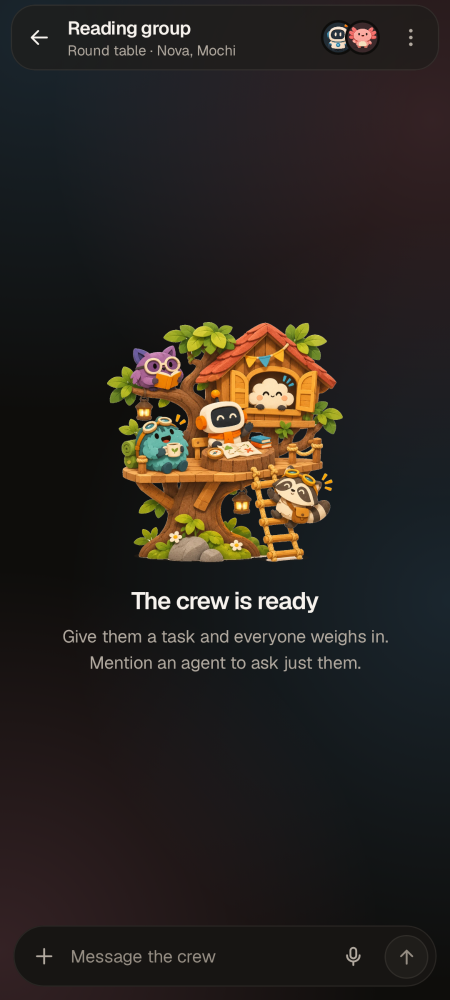 Reading group
Round table · Nova, Mochi
The crew is ready
Give them a task and everyone weighs in.
Mention an agent to ask just them.
Message the crew